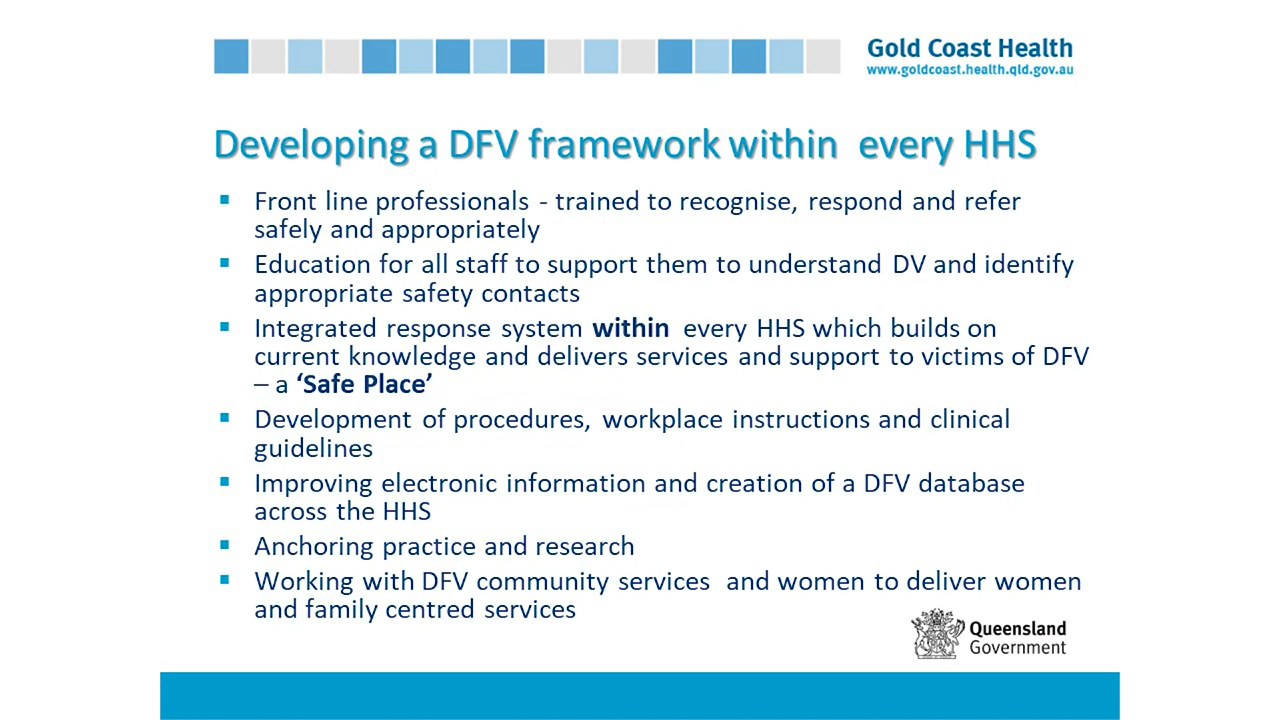 Gold Coast Health
www.goldcoast.health.qld.gov.au
Developing a DFV framework within every HHS
▪ Front line professionals - trained to recognise, respond and refer
safely and appropriately
▪ Education for all staff to support them to understand DV and identify
appropriate safety contacts
▪ Integrated response system within every HHS which builds on
current knowledge and delivers services and support to victims of DFV
– a ‘Safe Place’
▪ Development of procedures, workplace instructions and clinical
guidelines
▪ Improving electronic information and creation of a DFV database
across the HHS
▪ Anchoring practice and research
▪ Working with DFV community services and women to deliver women
and family centred services
Queensland
Government